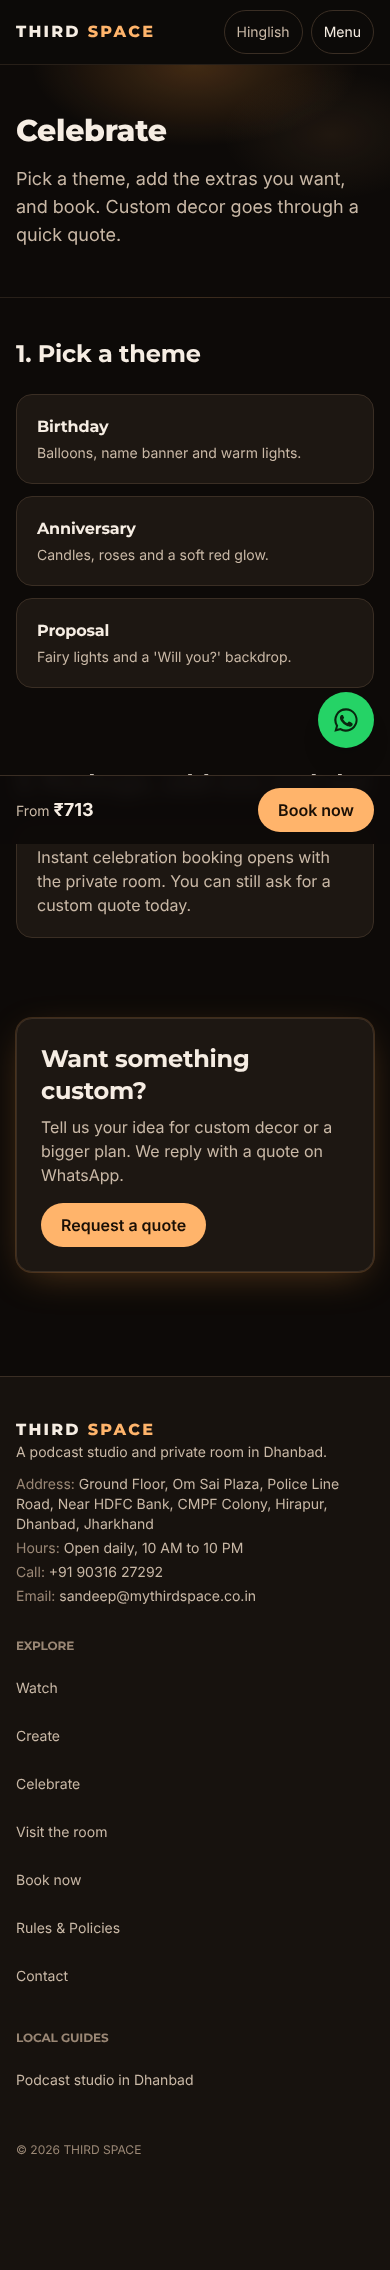 THIRD SPACE
Hinglish
Menu
Celebrate
Pick a theme, add the extras you want,
and book. Custom decor goes through a
quick quote.
1. Pick a theme
Birthday
Balloons, name banner and warm lights.
Anniversary
Candles, roses and a soft red glow.
Proposal
Fairy lights and a 'Will you?' backdrop.
From ₹713
Book now
Instant celebration booking opens with
the private room. You can still ask for a
custom quote today.
Want something
custom?
Tell us your idea for custom decor or a
bigger plan. We reply with a quote on
WhatsApp.
Request a quote
THIRD SPACE
A podcast studio and private room in Dhanbad.
Address: Ground Floor, Om Sai Plaza, Police Line
Road, Near HDFC Bank, CMPF Colony, Hirapur,
Dhanbad, Jharkhand
Hours: Open daily, 10 AM to 10 PM
Call: +91 90316 27292
Email: sandeep@mythirdspace.co.in
EXPLORE
Watch
Create
Celebrate
Visit the room
Book now
Rules & Policies
Contact
LOCAL GUIDES
Podcast studio in Dhanbad
© 2026 THIRD SPACE